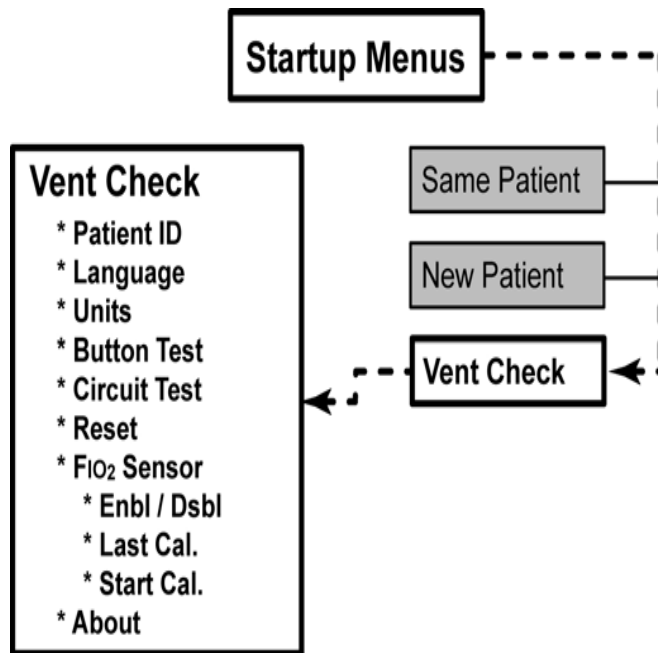 Startup Menus
Same Patient
New Patient
Vent Check
Vent Check
* Patient ID
* Language
* Units
* Button Test
* Circuit Test
* Reset
* FIO2 Sensor
* Enbl / Dsbl
* Last Cal.
* Start Cal.
* About